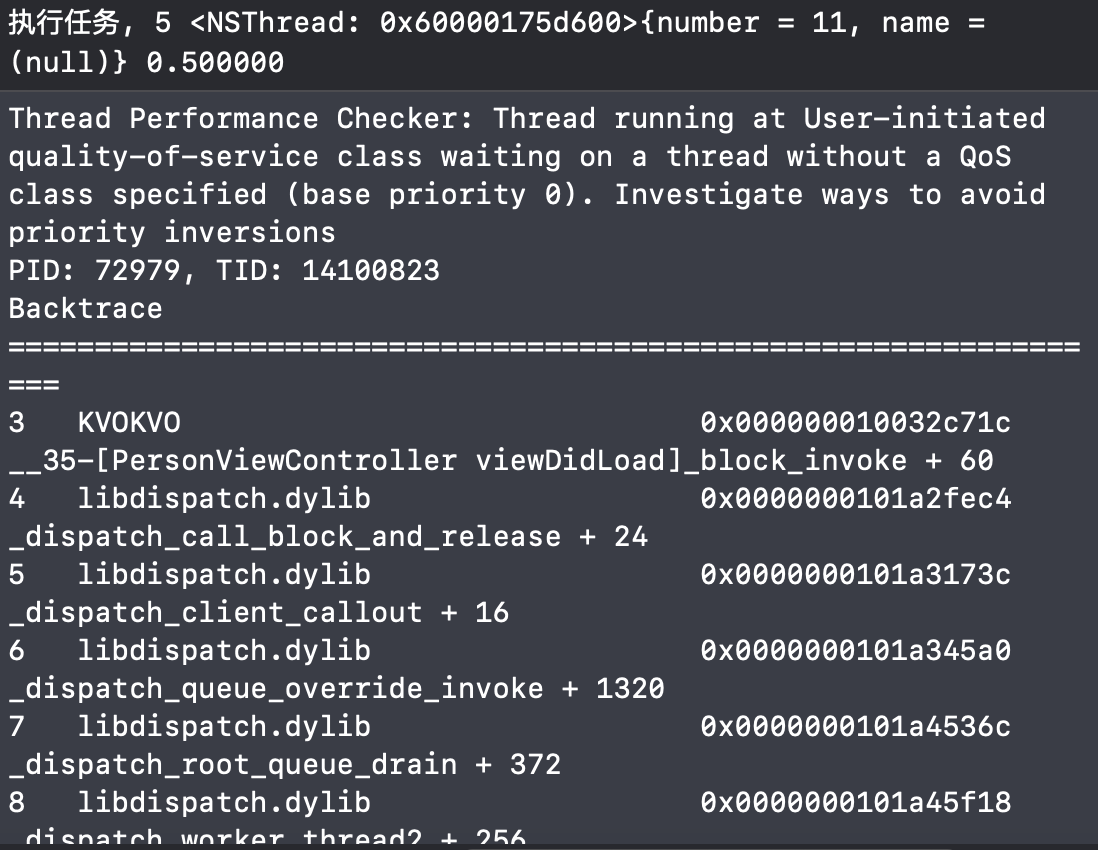 执行任务, 5 <NSThread: 0x60000175d600>{number = 11, name =
(null)} 0.500000
Thread Performance Checker: Thread running at User-initiated
quality-of-service class waiting on a thread without a QoS
class specified (base priority 0). Investigate ways to avoid
priority inversions
PID: 72979, TID: 14100823
Backtrace
==============================================================
===
3   KVOKVO                              0x000000010032c71c
__35-[PersonViewController viewDidLoad]_block_invoke + 60
4   libdispatch.dylib                   0x0000000101a2fec4
_dispatch_call_block_and_release + 24
5   libdispatch.dylib                   0x0000000101a3173c
_dispatch_client_callout + 16
6   libdispatch.dylib                   0x0000000101a345a0
_dispatch_queue_override_invoke + 1320
7   libdispatch.dylib                   0x0000000101a4536c
_dispatch_root_queue_drain + 372
8   libdispatch.dylib                   0x0000000101a45f18
_dispatch_worker_thread2 + 256